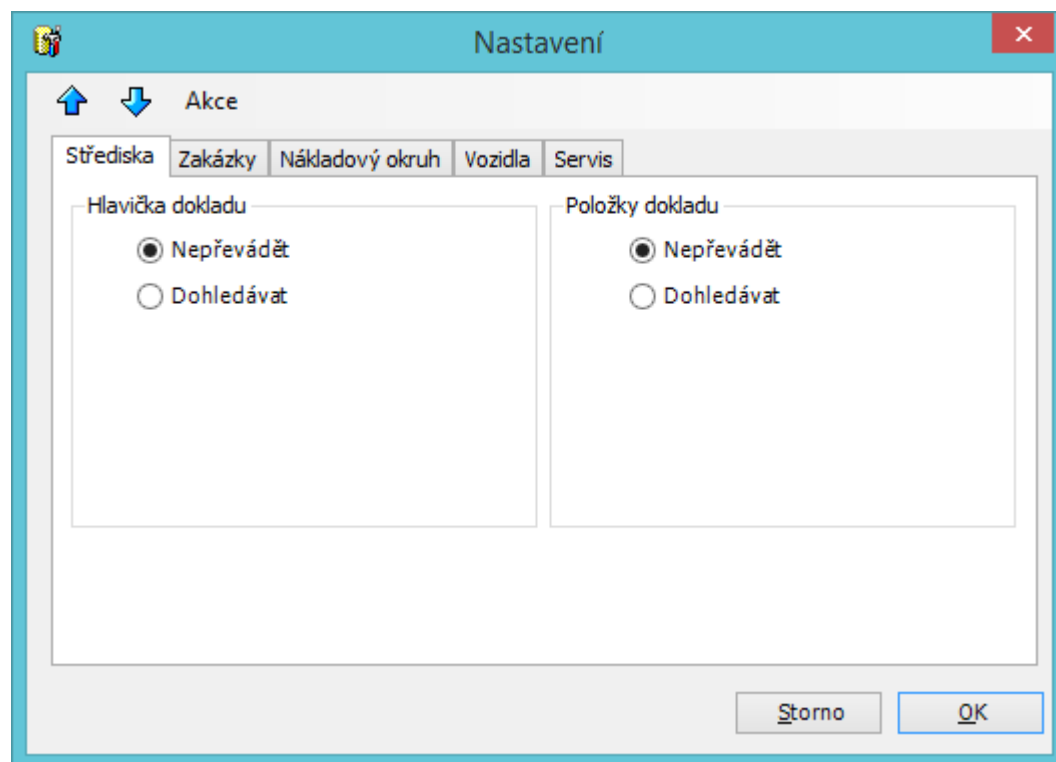 Nastavení
Akce
Střediska Zakázky Nákladový okruh Vozidla Servis
Hlavička dokladu Položky dokladu
Nepřevádět Nepřevádět
Dohledávat Dohledávat
Storno OK